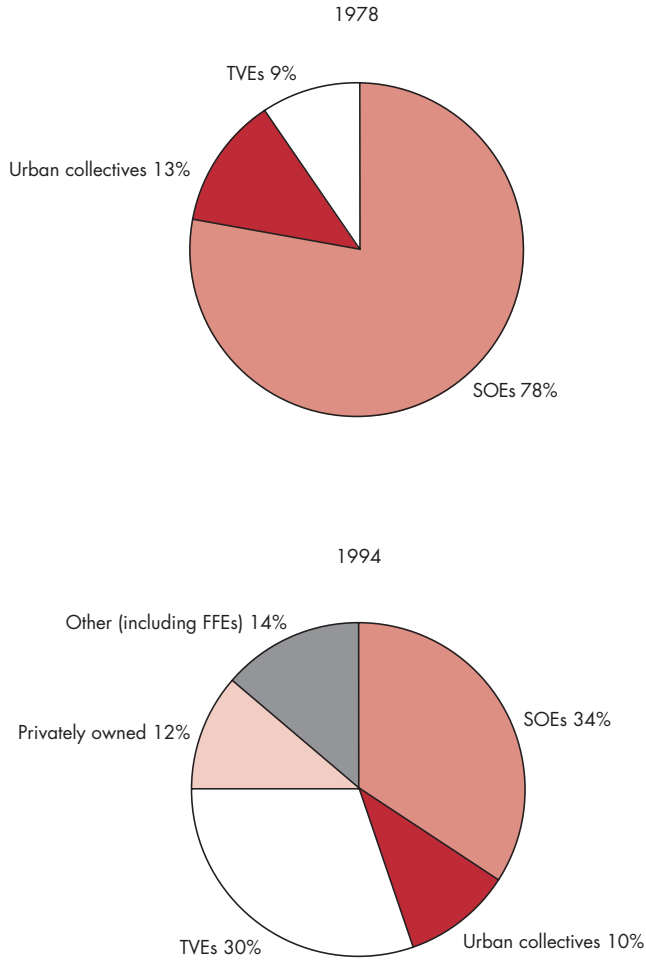 1978
TVEs 9%
Urban collectives 13%
SOEs 78%
1994
Other (including FFEs) 14%
SOEs 34%
Privately owned 12%
Urban collectives 10%
TVEs 30%